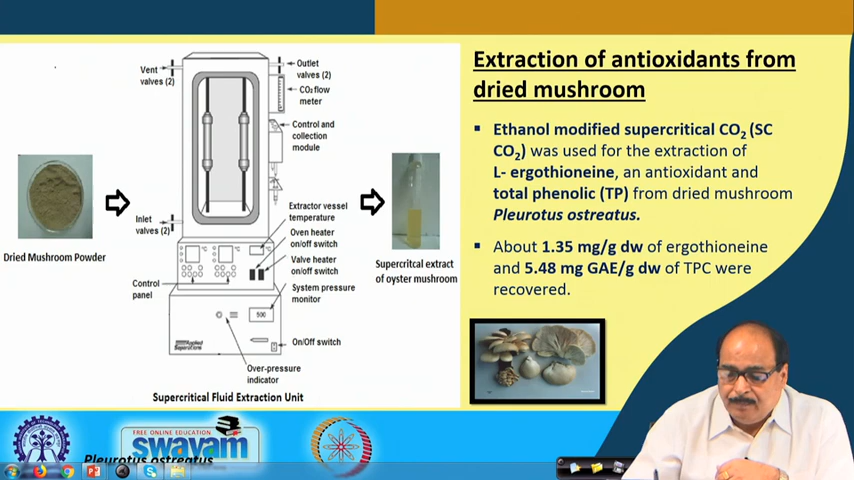 Extraction of antioxidants from
dried mushroom
Ethanol modified supercritical CO2 (SC
CO2) was used for the extraction of
L- ergothioneine, an antioxidant and
total phenolic (TP) from dried mushroom
Pleurotus ostreatus.
About 1.35 mg/g dw of ergothioneine
and 5.48 mg GAE/g dw of TPC were
recovered.
Vent
valves (2)
Outlet
valves (2)
CO2 flow
meter
Control and
collection
module
Inlet
valves (2)
Extractor vessel
temperature
Oven heater
on/off switch
Valve heater
on/off switch
System pressure
monitor
Control
panel
500
Applied
Separations
On/Off switch
Over-pressure
indicator
Dried Mushroom Powder
Supercritcal extract
of oyster mushroom
Supercritical Fluid Extraction Unit
FREE ONLINE EDUCATION
swayam
Pleurotus ostreatus